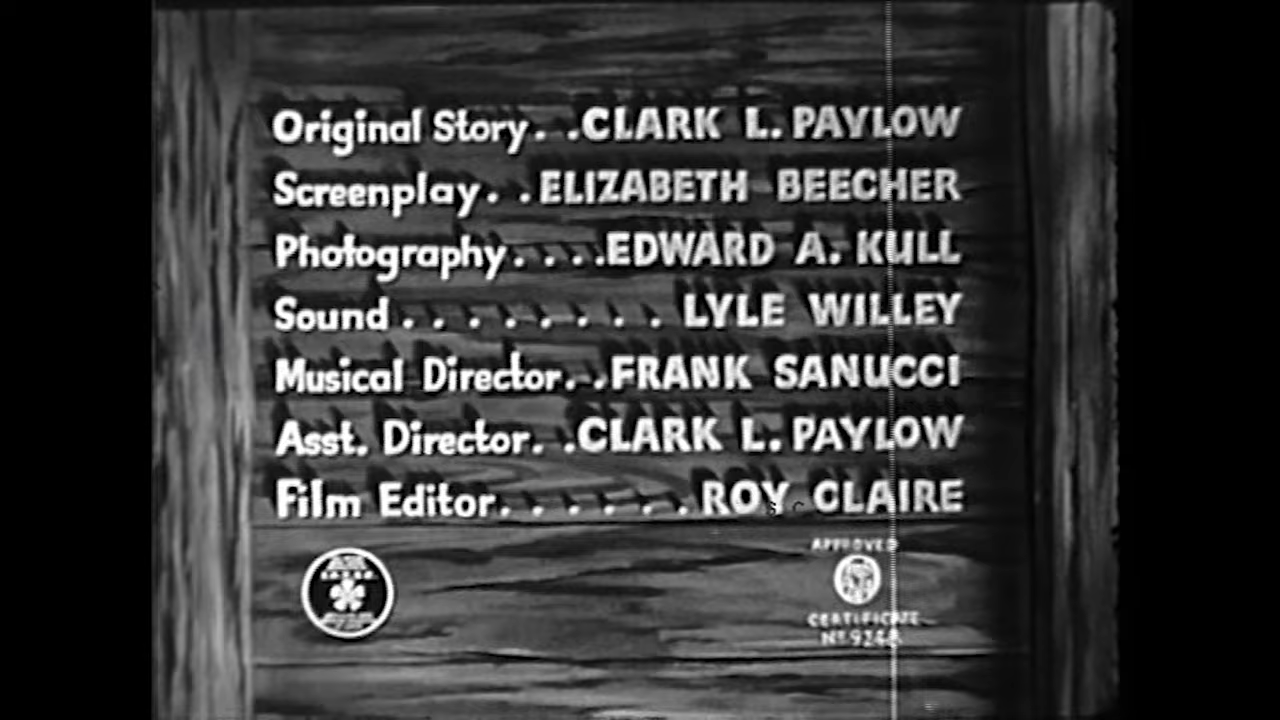 Original Story. .CLARK L. PAYLOW
Screenplay. .ELIZABETH BEECHER
Photography. . . .EDWARD A. KULL
Sound . . . . . . . . LYLE WILLEY
Musical Director. .FRANK SANUCCI
Asst. Director. .CLARK L. PAYLOW
Film Editor. . . . . . .ROY CLAIRE
APPROVED
CERTIFICATE